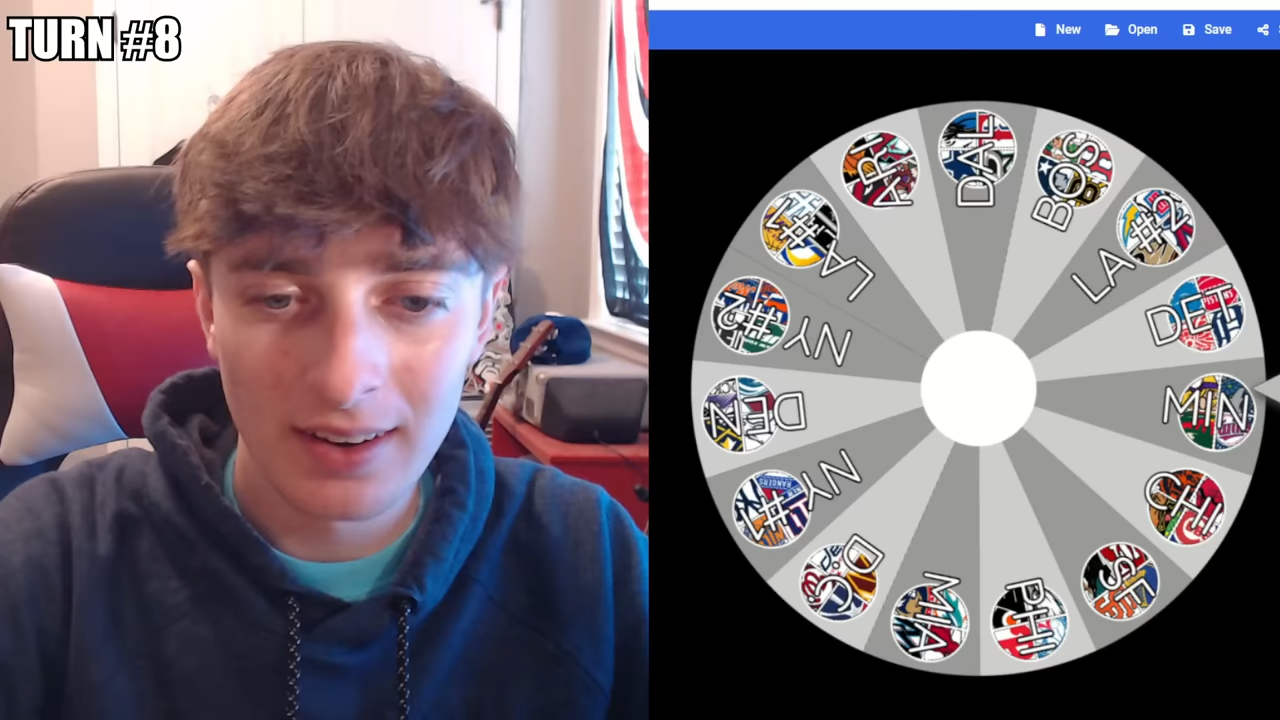 TURN #8
New Open Save
DAL
BOS
LA #2
DET
MIN
CHI
SF
PHI
MIA
DC
NY #1
DEN
NY #2
LA #1
ARI